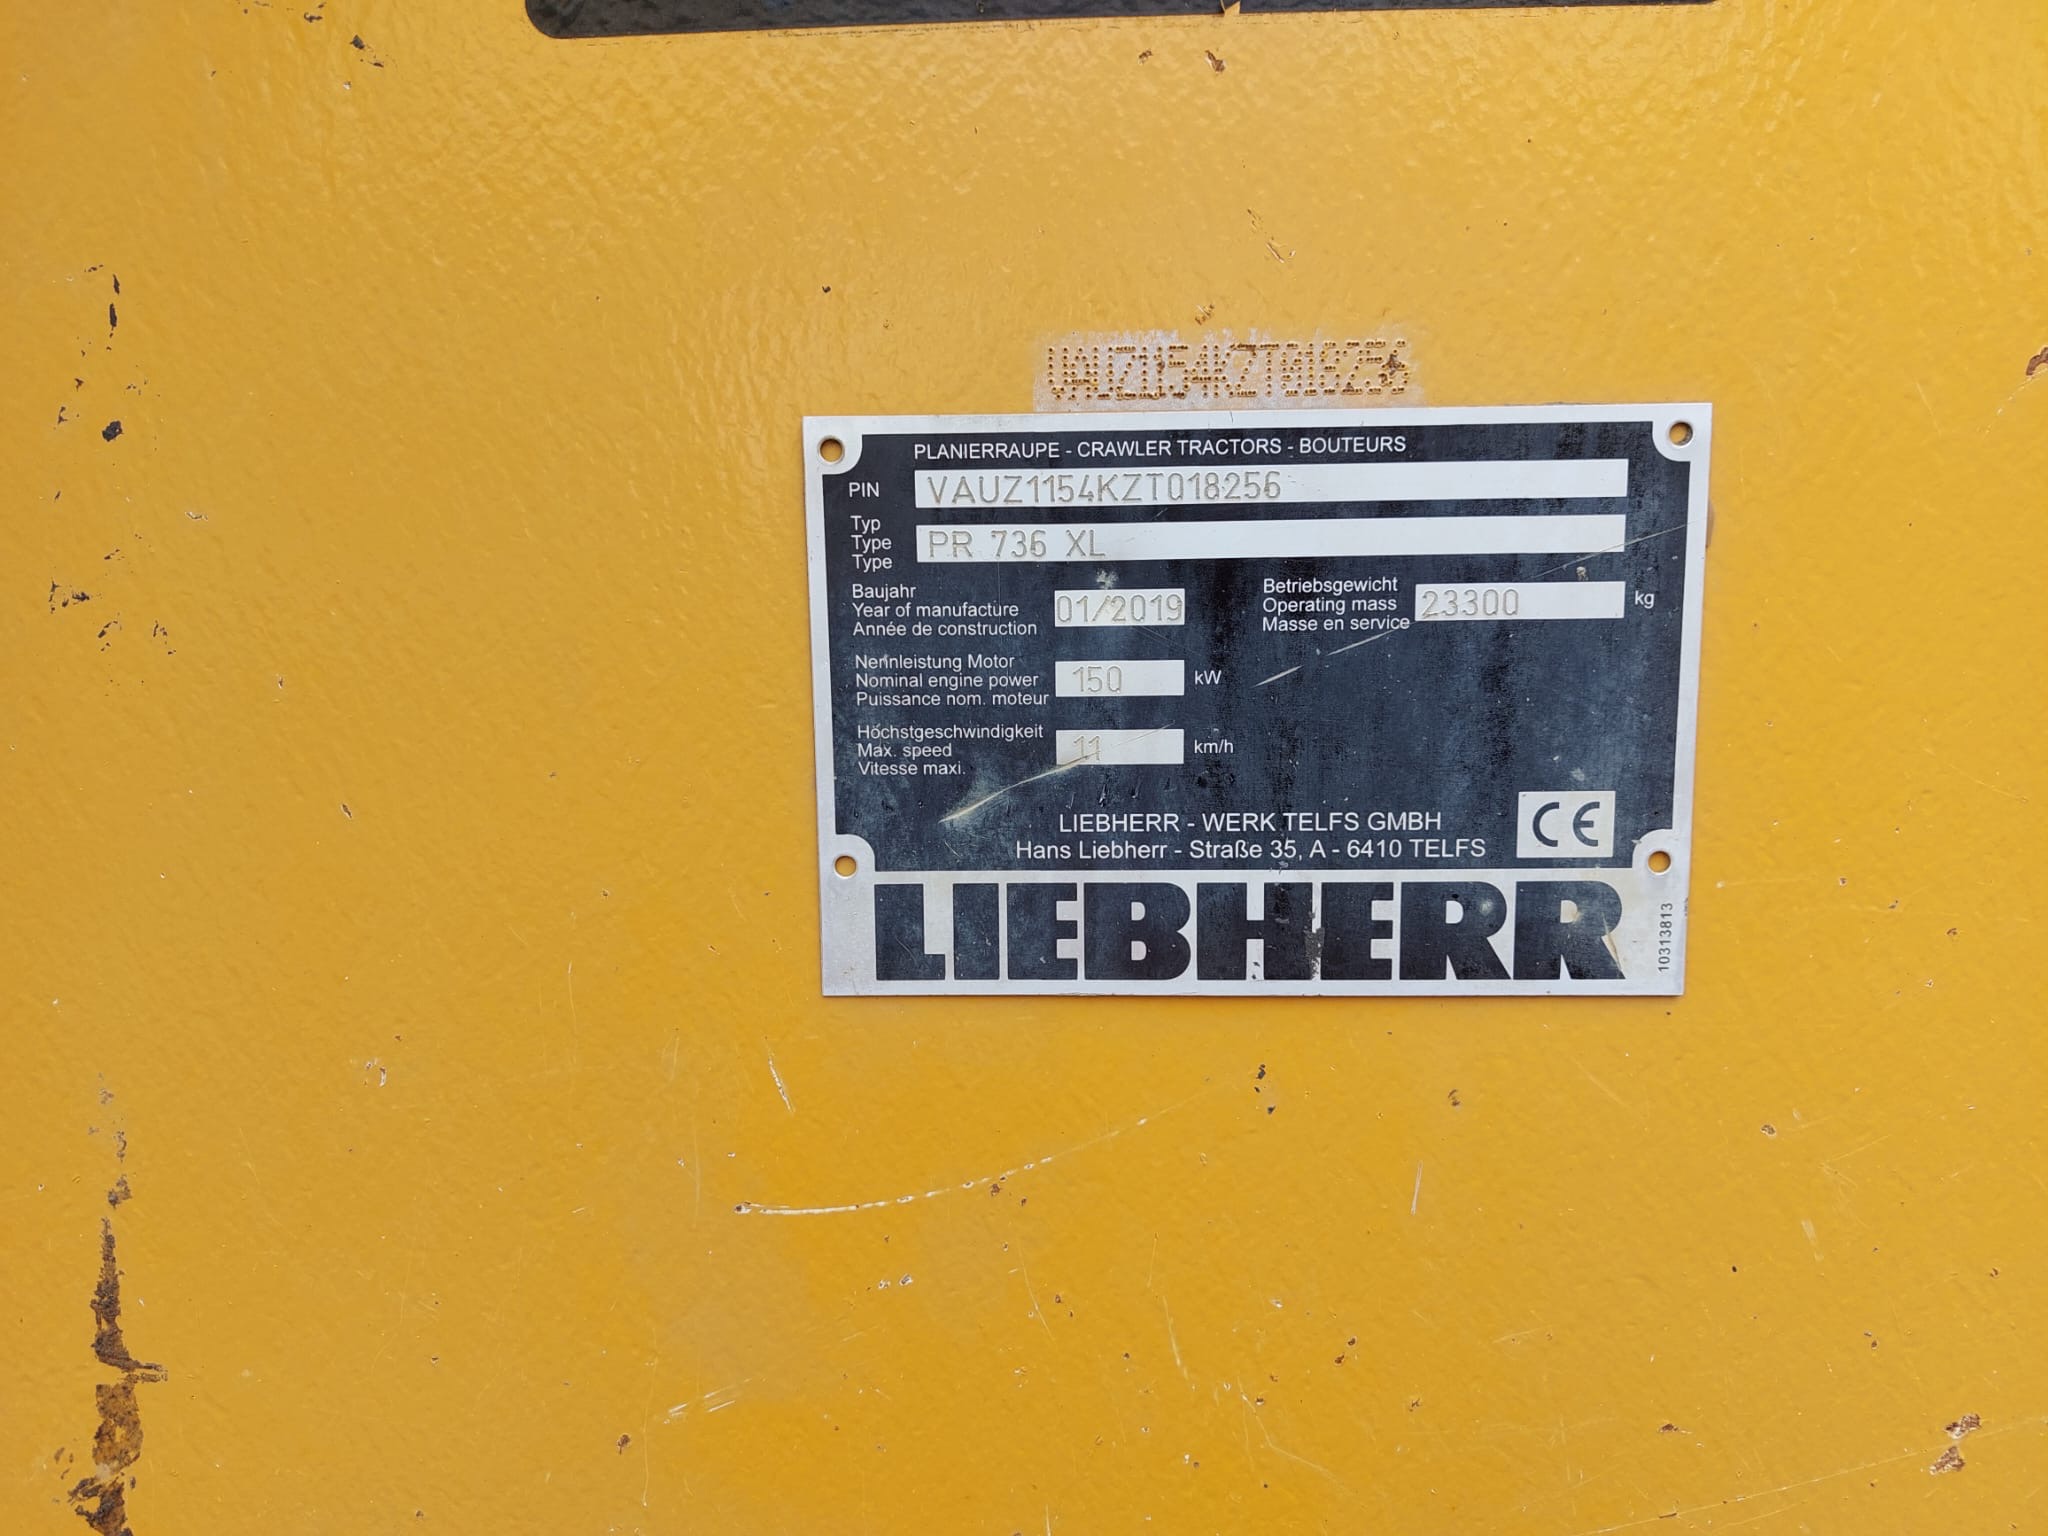 VAUZ1154KZT018256
PLANIERRAUPE - CRAWLER TRACTORS - BOUTEURS
PIN VAUZ1154KZT018256
Typ
Type PR 736 XL
Type
Baujahr
Year of manufacture 01/2019
Année de construction
Betriebsgewicht
Operating mass 23300 kg
Masse en service
Nennleistung Motor
Nominal engine power 150 kW
Puissance nom. moteur
Höchstgeschwindigkeit
Max. speed 11 km/h
Vitesse maxi.
LIEBHERR - WERK TELFS GMBH
Hans Liebherr - Straße 35, A - 6410 TELFS
CE
LIEBHERR
10313813